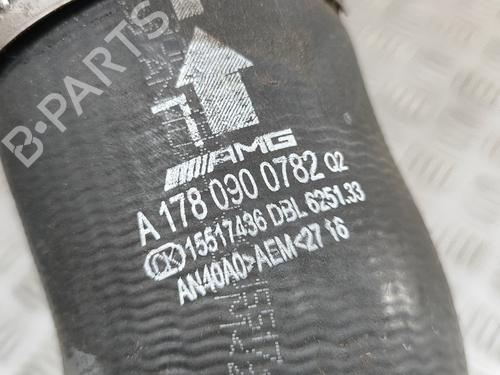 B-PARTS
L
AMG
A 178 090 0782 Q2
15517436 DBL 6251.33
AN40A0>AEM<27 16